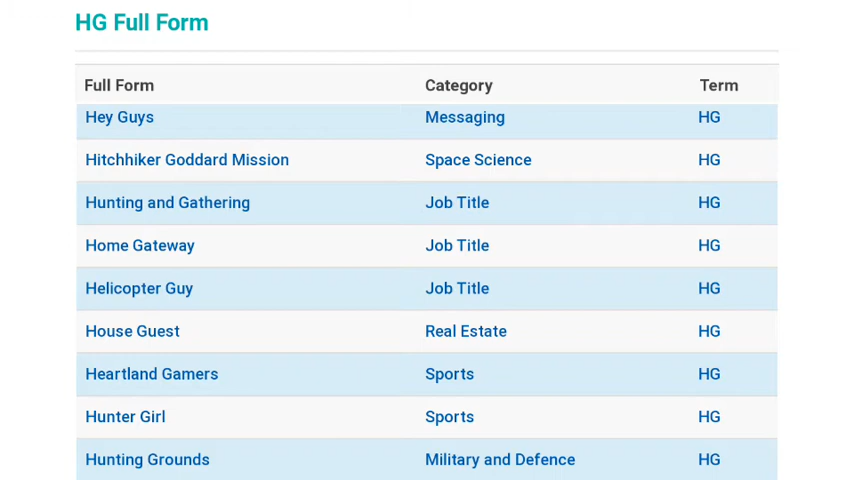 HG Full Form
Full Form Category Term
Hey Guys Messaging HG
Hitchhiker Goddard Mission Space Science HG
Hunting and Gathering Job Title HG
Home Gateway Job Title HG
Helicopter Guy Job Title HG
House Guest Real Estate HG
Heartland Gamers Sports HG
Hunter Girl Sports HG
Hunting Grounds Military and Defence HG